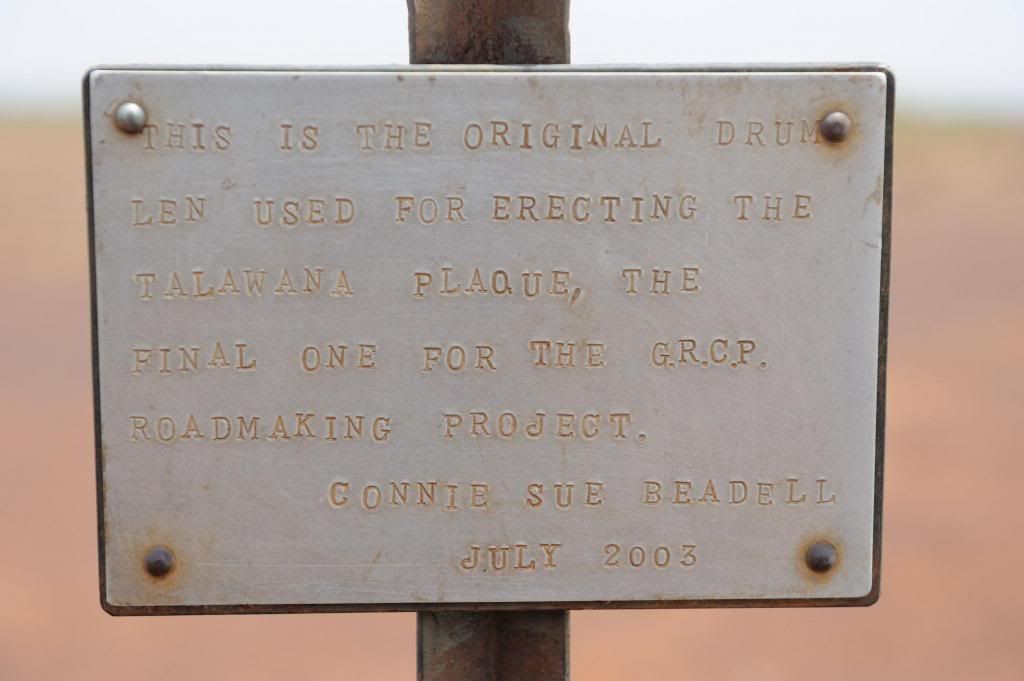 THIS IS THE ORIGINAL DRUM
LEN USED FOR ERECTING THE
TALAWANA PLAQUE, THE
FINAL ONE FOR THE G.R.C.P.
ROADMAKING PROJECT.
CONNIE SUE BEADELL
JULY 2003